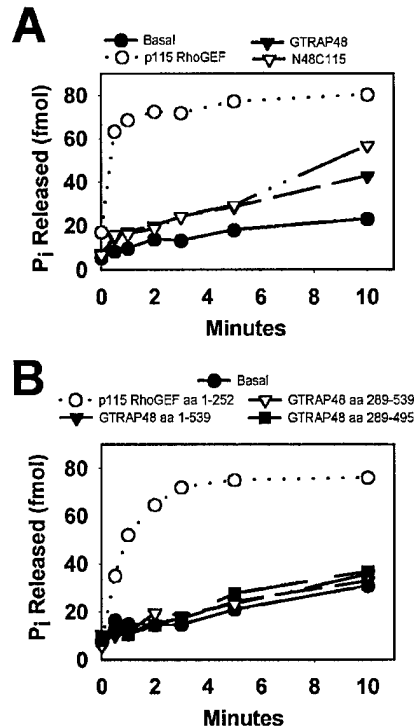 A
Basal
GTRAP48
p115 RhoGEF
N48C115
80
60
40
20
0
Pi Released (fmol)
0 2 4 6 8 10
Minutes
B
Basal
p115 RhoGEF aa 1-252
GTRAP48 aa 289-539
GTRAP48 aa 1-539
GTRAP48 aa 289-495
80
60
40
20
0
Pi Released (fmol)
0 2 4 6 8 10
Minutes